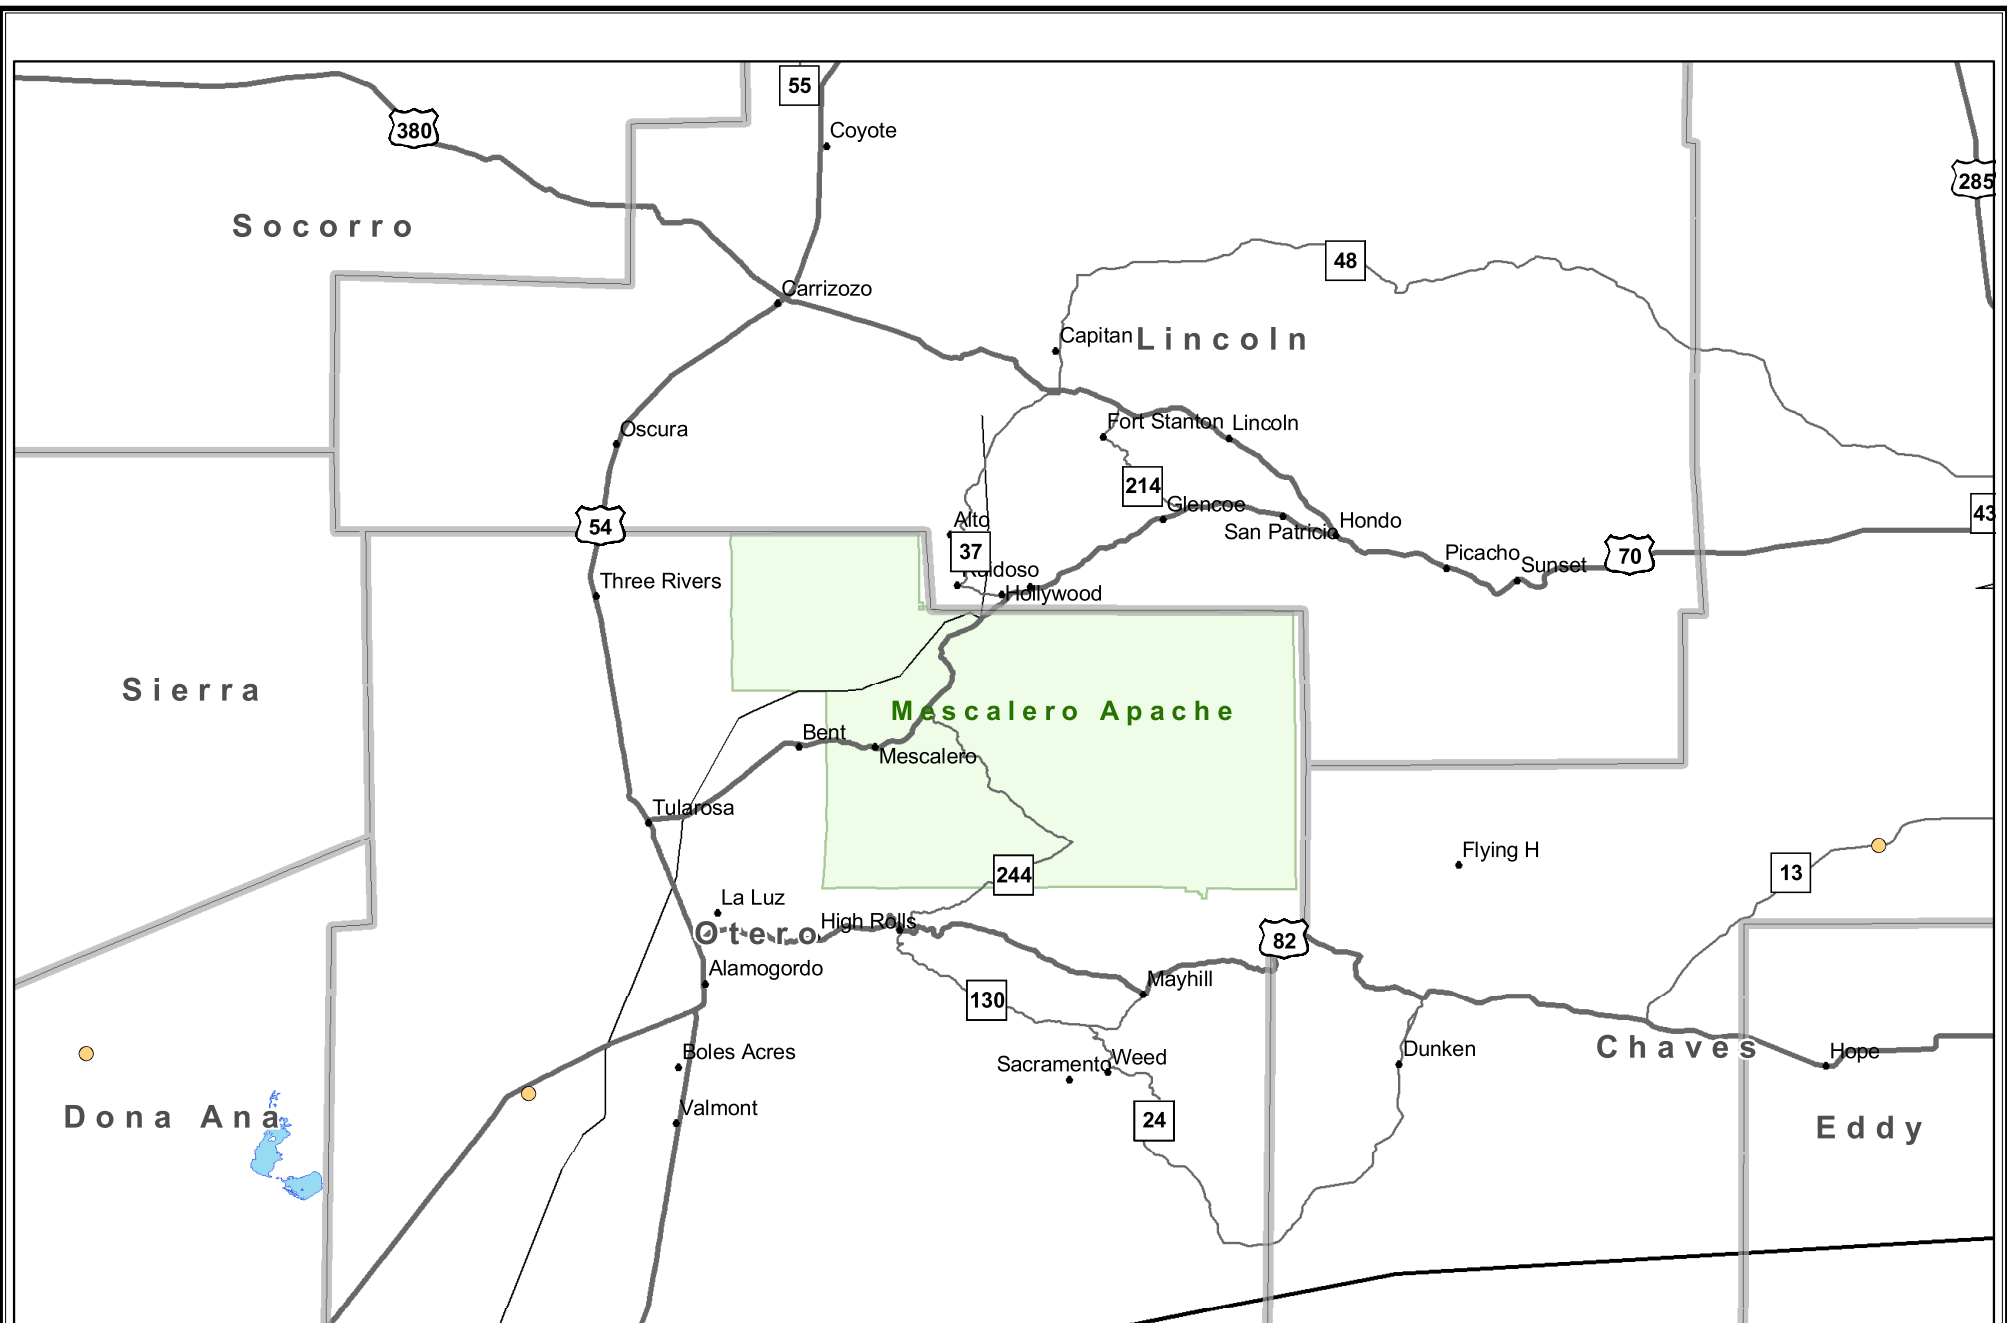 55
Coyote
380
285
Socorro
48
Carrizozo
Capitan
Lincoln
Fort Stanton
Lincoln
Oscura
214
Glencoe
43
Alto
54
San Patricio
Hondo
37
Picacho
70
Sunset
Ruidoso
Three Rivers
Hollywood
Sierra
Mescalero Apache
Bent
Mescalero
Tularosa
Flying H
244
13
La Luz
High Rolls
Otero
82
Alamogordo
Mayhill
130
Boles Acres
Sacramento
Weed
Dunken
Chaves
Hope
Dona Ana
Valmont
24
Eddy